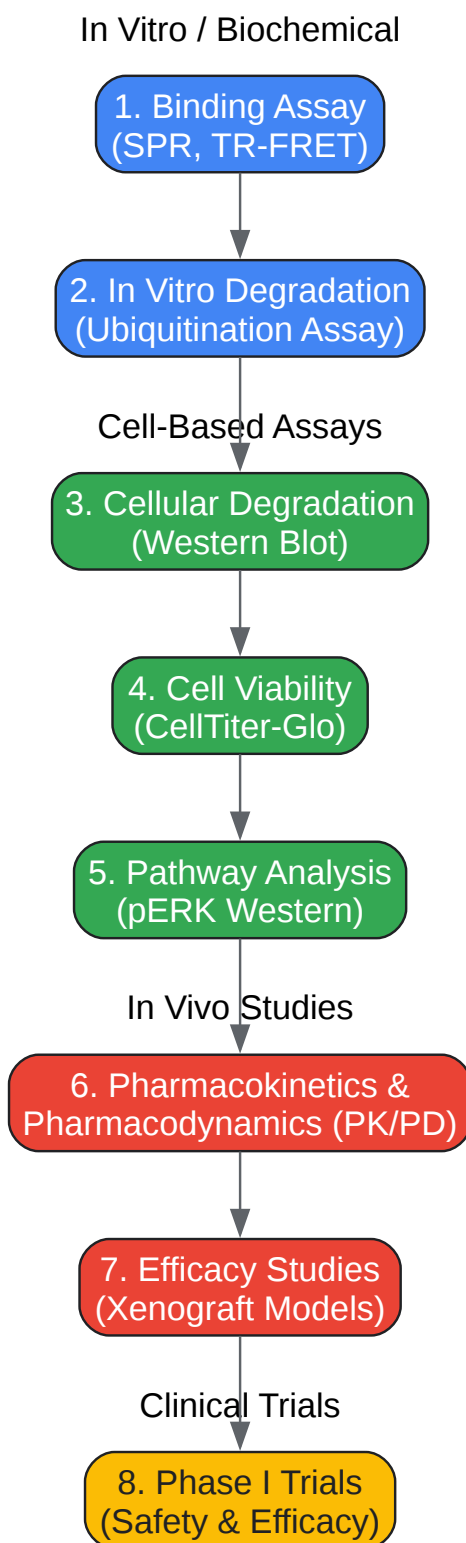 In Vitro / Biochemical
1. Binding Assay
(SPR, TR-FRET)
2. In Vitro Degradation
(Ubiquitination Assay)
Cell-Based Assays
3. Cellular Degradation
(Western Blot)
4. Cell Viability
(CellTiter-Glo)
5. Pathway Analysis
(pERK Western)
In Vivo Studies
6. Pharmacokinetics &
Pharmacodynamics (PK/PD)
7. Efficacy Studies
(Xenograft Models)
Clinical Trials
8. Phase I Trials
(Safety & Efficacy)